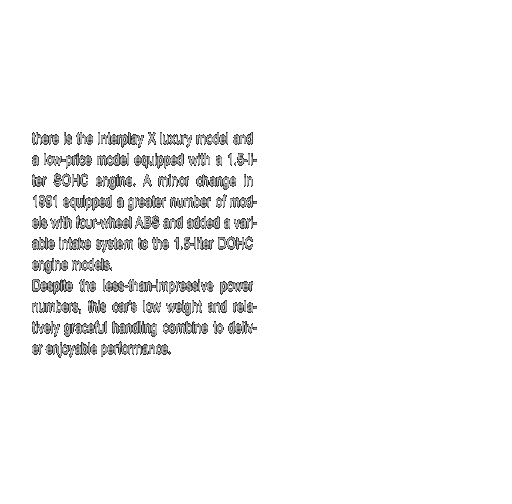 there is the Interplay X luxury model and
a low-price model equipped with a 1.5-li-
ter SOHC engine. A minor change in
1991 equipped a greater number of mod-
els with four-wheel ABS and added a vari-
able intake system to the 1.5-liter DOHC
engine models.
Despite the less-than-impressive power
numbers, this car's low weight and rela-
tively graceful handling combine to deliv-
er enjoyable performance.